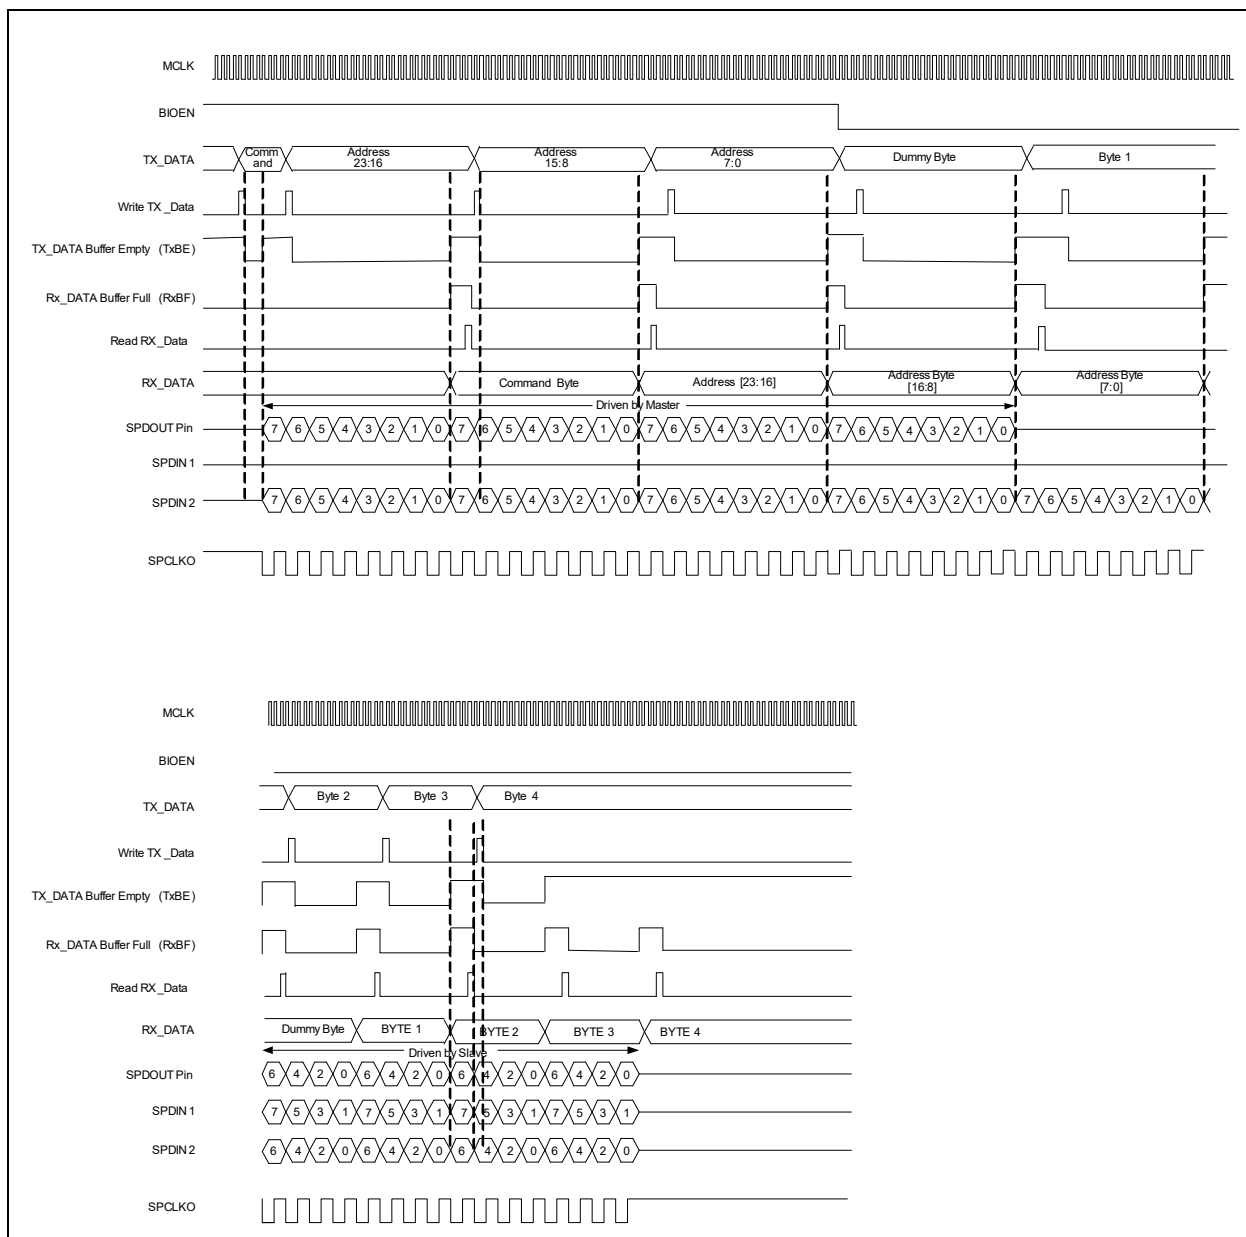 MCLK
BIOEN
TX_DATA
Comm
and
Address
23:16
Address
15:8
Address
7:0
Dummy Byte
Byte 1
Write TX_Data
TX_DATA Buffer Empty (TxBE)
Rx_DATA Buffer Full (RxBF)
Read RX_Data
RX_DATA
Command Byte
Address [23:16]
Address Byte
[16:8]
Address Byte
[7:0]
Driven by Master
SPDOUT Pin
7 6 5 4 3 2 1 0 7 6 5 4 3 2 1 0 7 6 5 4 3 2 1 0 7 6 5 4 3 2 1 0
SPDIN 1
SPDIN 2
7 6 5 4 3 2 1 0 7 6 5 4 3 2 1 0 7 6 5 4 3 2 1 0 7 6 5 4 3 2 1 0 7 6 5 4 3 2 1 0
SPCLKO
MCLK
BIOEN
TX_DATA
Byte 2
Byte 3
Byte 4
Write TX_Data
TX_DATA Buffer Empty (TxBE)
Rx_DATA Buffer Full (RxBF)
Read RX_Data
RX_DATA
Dummy Byte
BYTE 1
BYTE 2
BYTE 3
BYTE 4
Driven by Slave
SPDOUT Pin
6 4 2 0 6 4 2 0 6 4 2 0 6 4 2 0
SPDIN 1
7 5 3 1 7 5 3 1 7 5 3 1 7 5 3 1
SPDIN 2
6 4 2 0 6 4 2 0 6 4 2 0 6 4 2 0
SPCLKO